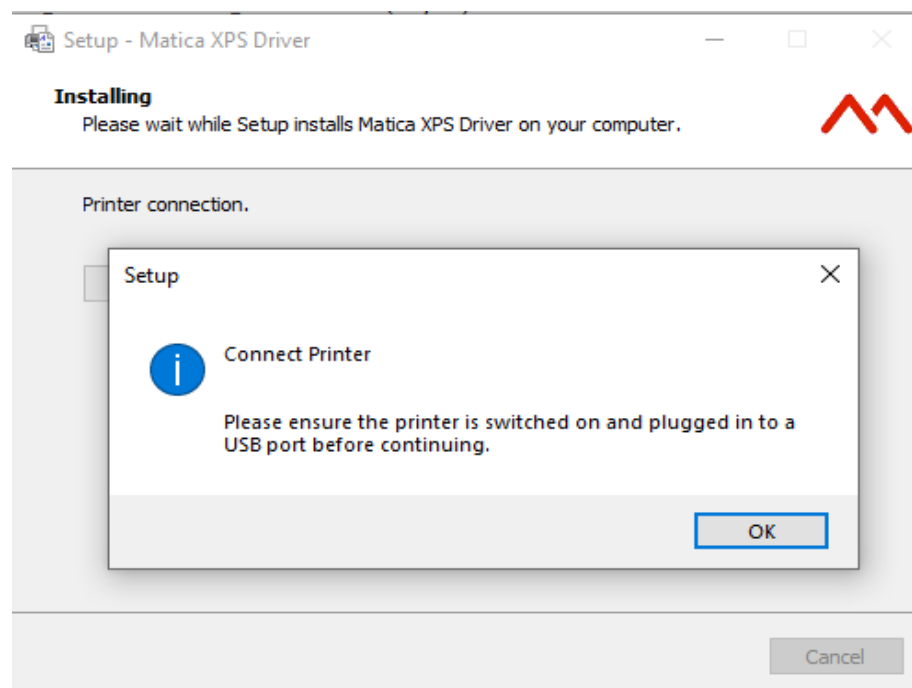 Setup - Matica XPS Driver
Installing
Please wait while Setup installs Matica XPS Driver on your computer.
Printer connection.
Setup
Connect Printer
Please ensure the printer is switched on and plugged in to a
USB port before continuing.
OK
Cancel